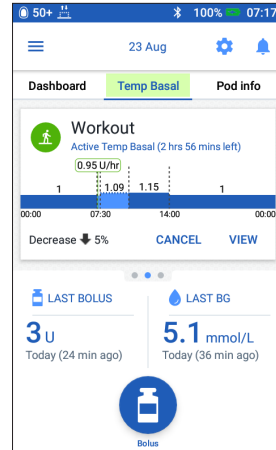 50+ 100% 07:17
23 Aug
Dashboard Temp Basal Pod info
Workout
Active Temp Basal (2 hrs 56 mins left)
0.95 U/hr
1 1.09 1.15 1
00:00 07:30 14:00 00:00
Decrease 5% CANCEL VIEW
LAST BOLUS LAST BG
3 U 5.1 mmol/L
Today (24 min ago) Today (36 min ago)
Bolus